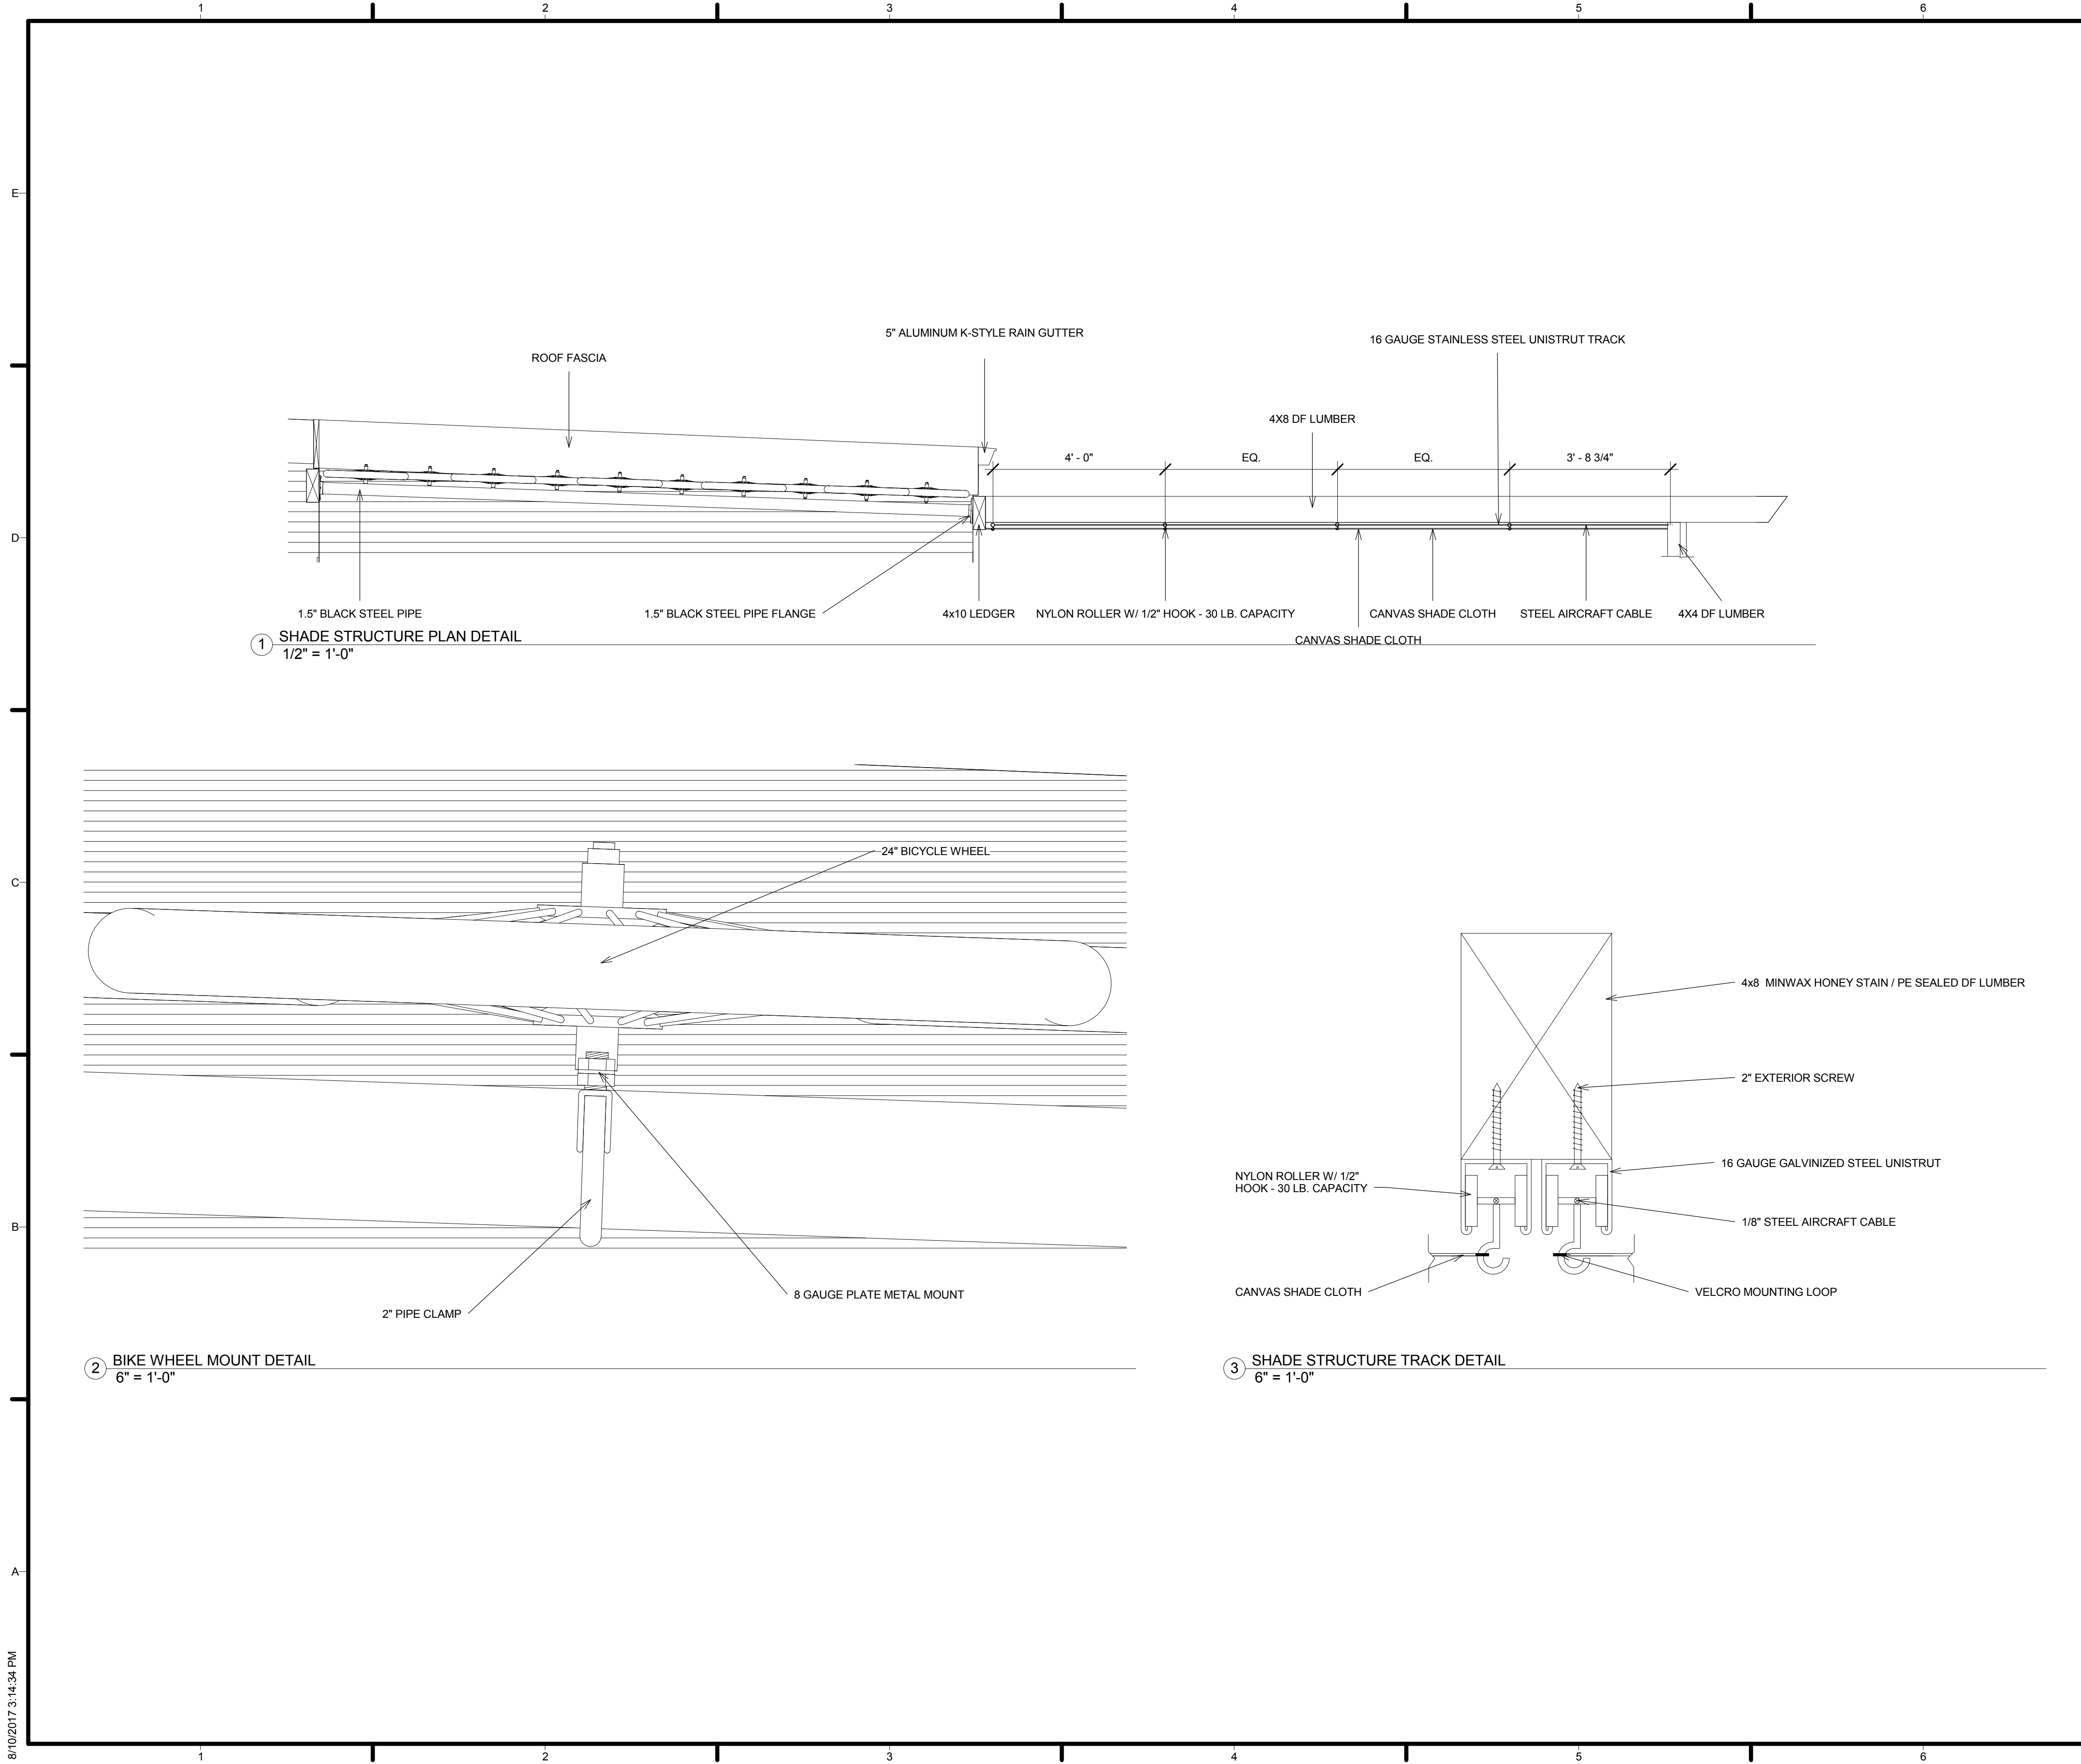 1 2 3 4 5 6
E
5" ALUMINUM K-STYLE RAIN GUTTER
16 GAUGE STAINLESS STEEL UNISTRUT TRACK
ROOF FASCIA
4X8 DF LUMBER
4' - 0" EQ. EQ. 3' - 8 3/4"
D
1.5" BLACK STEEL PIPE 1.5" BLACK STEEL PIPE FLANGE 4x10 LEDGER NYLON ROLLER W/ 1/2" HOOK - 30 LB. CAPACITY CANVAS SHADE CLOTH STEEL AIRCRAFT CABLE 4X4 DF LUMBER
CANVAS SHADE CLOTH
1 SHADE STRUCTURE PLAN DETAIL
1/2" = 1'-0"
24" BICYCLE WHEEL
C
8 GAUGE PLATE METAL MOUNT
2" PIPE CLAMP
2 BIKE WHEEL MOUNT DETAIL
6" = 1'-0"
4x8 MINWAX HONEY STAIN / PE SEALED DF LUMBER
2" EXTERIOR SCREW
16 GAUGE GALVINIZED STEEL UNISTRUT
NYLON ROLLER W/ 1/2"
HOOK - 30 LB. CAPACITY
1/8" STEEL AIRCRAFT CABLE
B
CANVAS SHADE CLOTH
VELCRO MOUNTING LOOP
3 SHADE STRUCTURE TRACK DETAIL
6" = 1'-0"
A
8/10/2017 3:14:34 PM
1 2 3 4 5 6